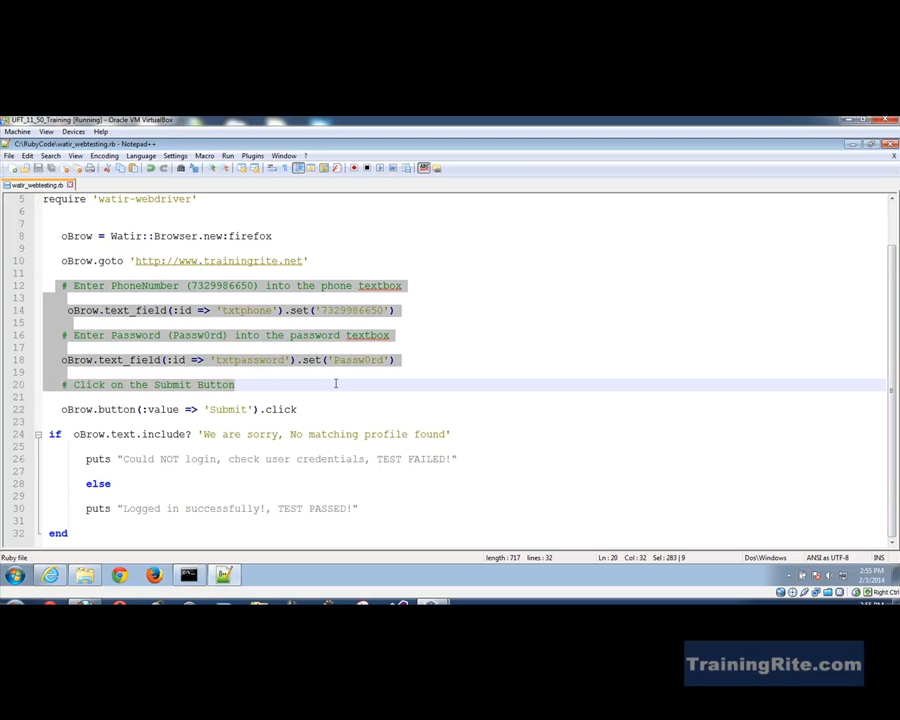 UFT_11_50_Training [Running] - Oracle VM VirtualBox
Machine View Devices Help
C:\RubyCode\watir_webtesting.rb - Notepad++
File Edit Search View Encoding Language Settings Macro Run Plugins Window ? X
watir_webtesting.rb
5 require 'watir-webdriver'
6
7
8 oBrow = Watir::Browser.new:firefox
9
10 oBrow.goto 'http://www.trainingrite.net'
11
12 # Enter PhoneNumber (7329986650) into the phone textbox
13
14 oBrow.text_field(:id => 'txtphone').set('7329986650')
15
16 # Enter Password (Passw0rd) into the password textbox
17
18 oBrow.text_field(:id => 'txtpassword').set('Passw0rd')
19
20 # Click on the Submit Button
21
22 oBrow.button(:value => 'Submit').click
23
24 if oBrow.text.include? 'We are sorry, No matching profile found'
25
26 puts "Could NOT login, check user credentials, TEST FAILED!"
27
28 else
29
30 puts "Logged in successfully!, TEST PASSED!"
31
32 end
Ruby file length : 717 lines : 32 Ln : 20 Col : 32 Sel : 283 | 9 Dos\Windows ANSI as UTF-8 INS
2:55 PM
2/3/2014
Right Ctrl
TrainingRite.com